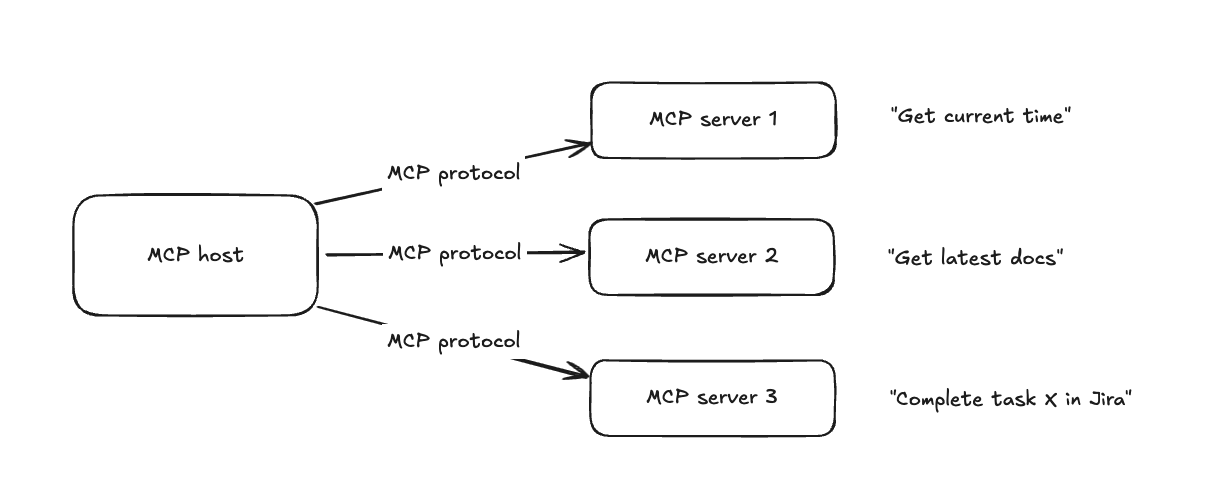 MCP server 1
"Get current time"
MCP protocol
MCP host
MCP protocol
MCP server 2
"Get latest docs"
MCP protocol
MCP server 3
"Complete task X in Jira"